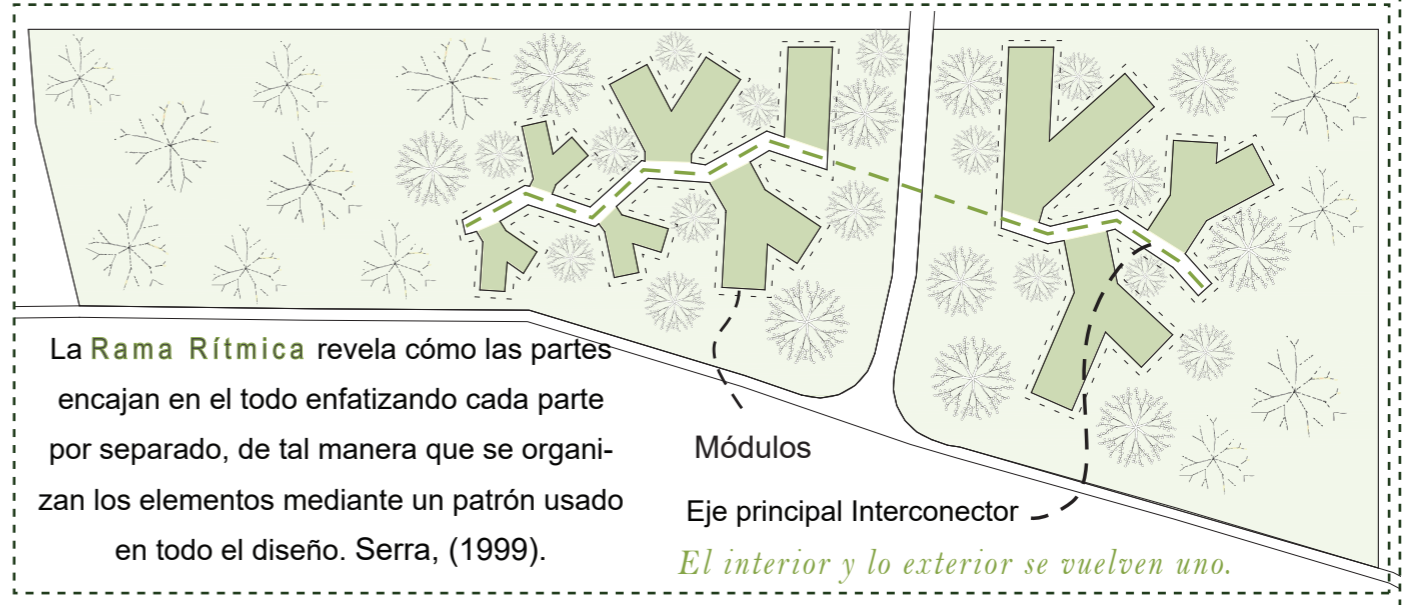 La Rama Rítmica revela cómo las partes
encajan en el todo enfatizando cada parte
por separado, de tal manera que se organi-
zan los elementos mediante un patrón usado
en todo el diseño. Serra, (1999).
Módulos
Eje principal Interconector
El interior y lo exterior se vuelven uno.